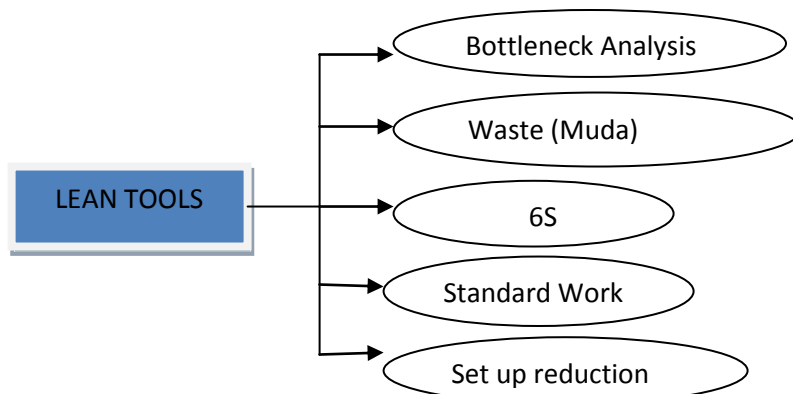 Bottleneck Analysis
Waste (Muda)
LEAN TOOLS
6S
Standard Work
Set up reduction